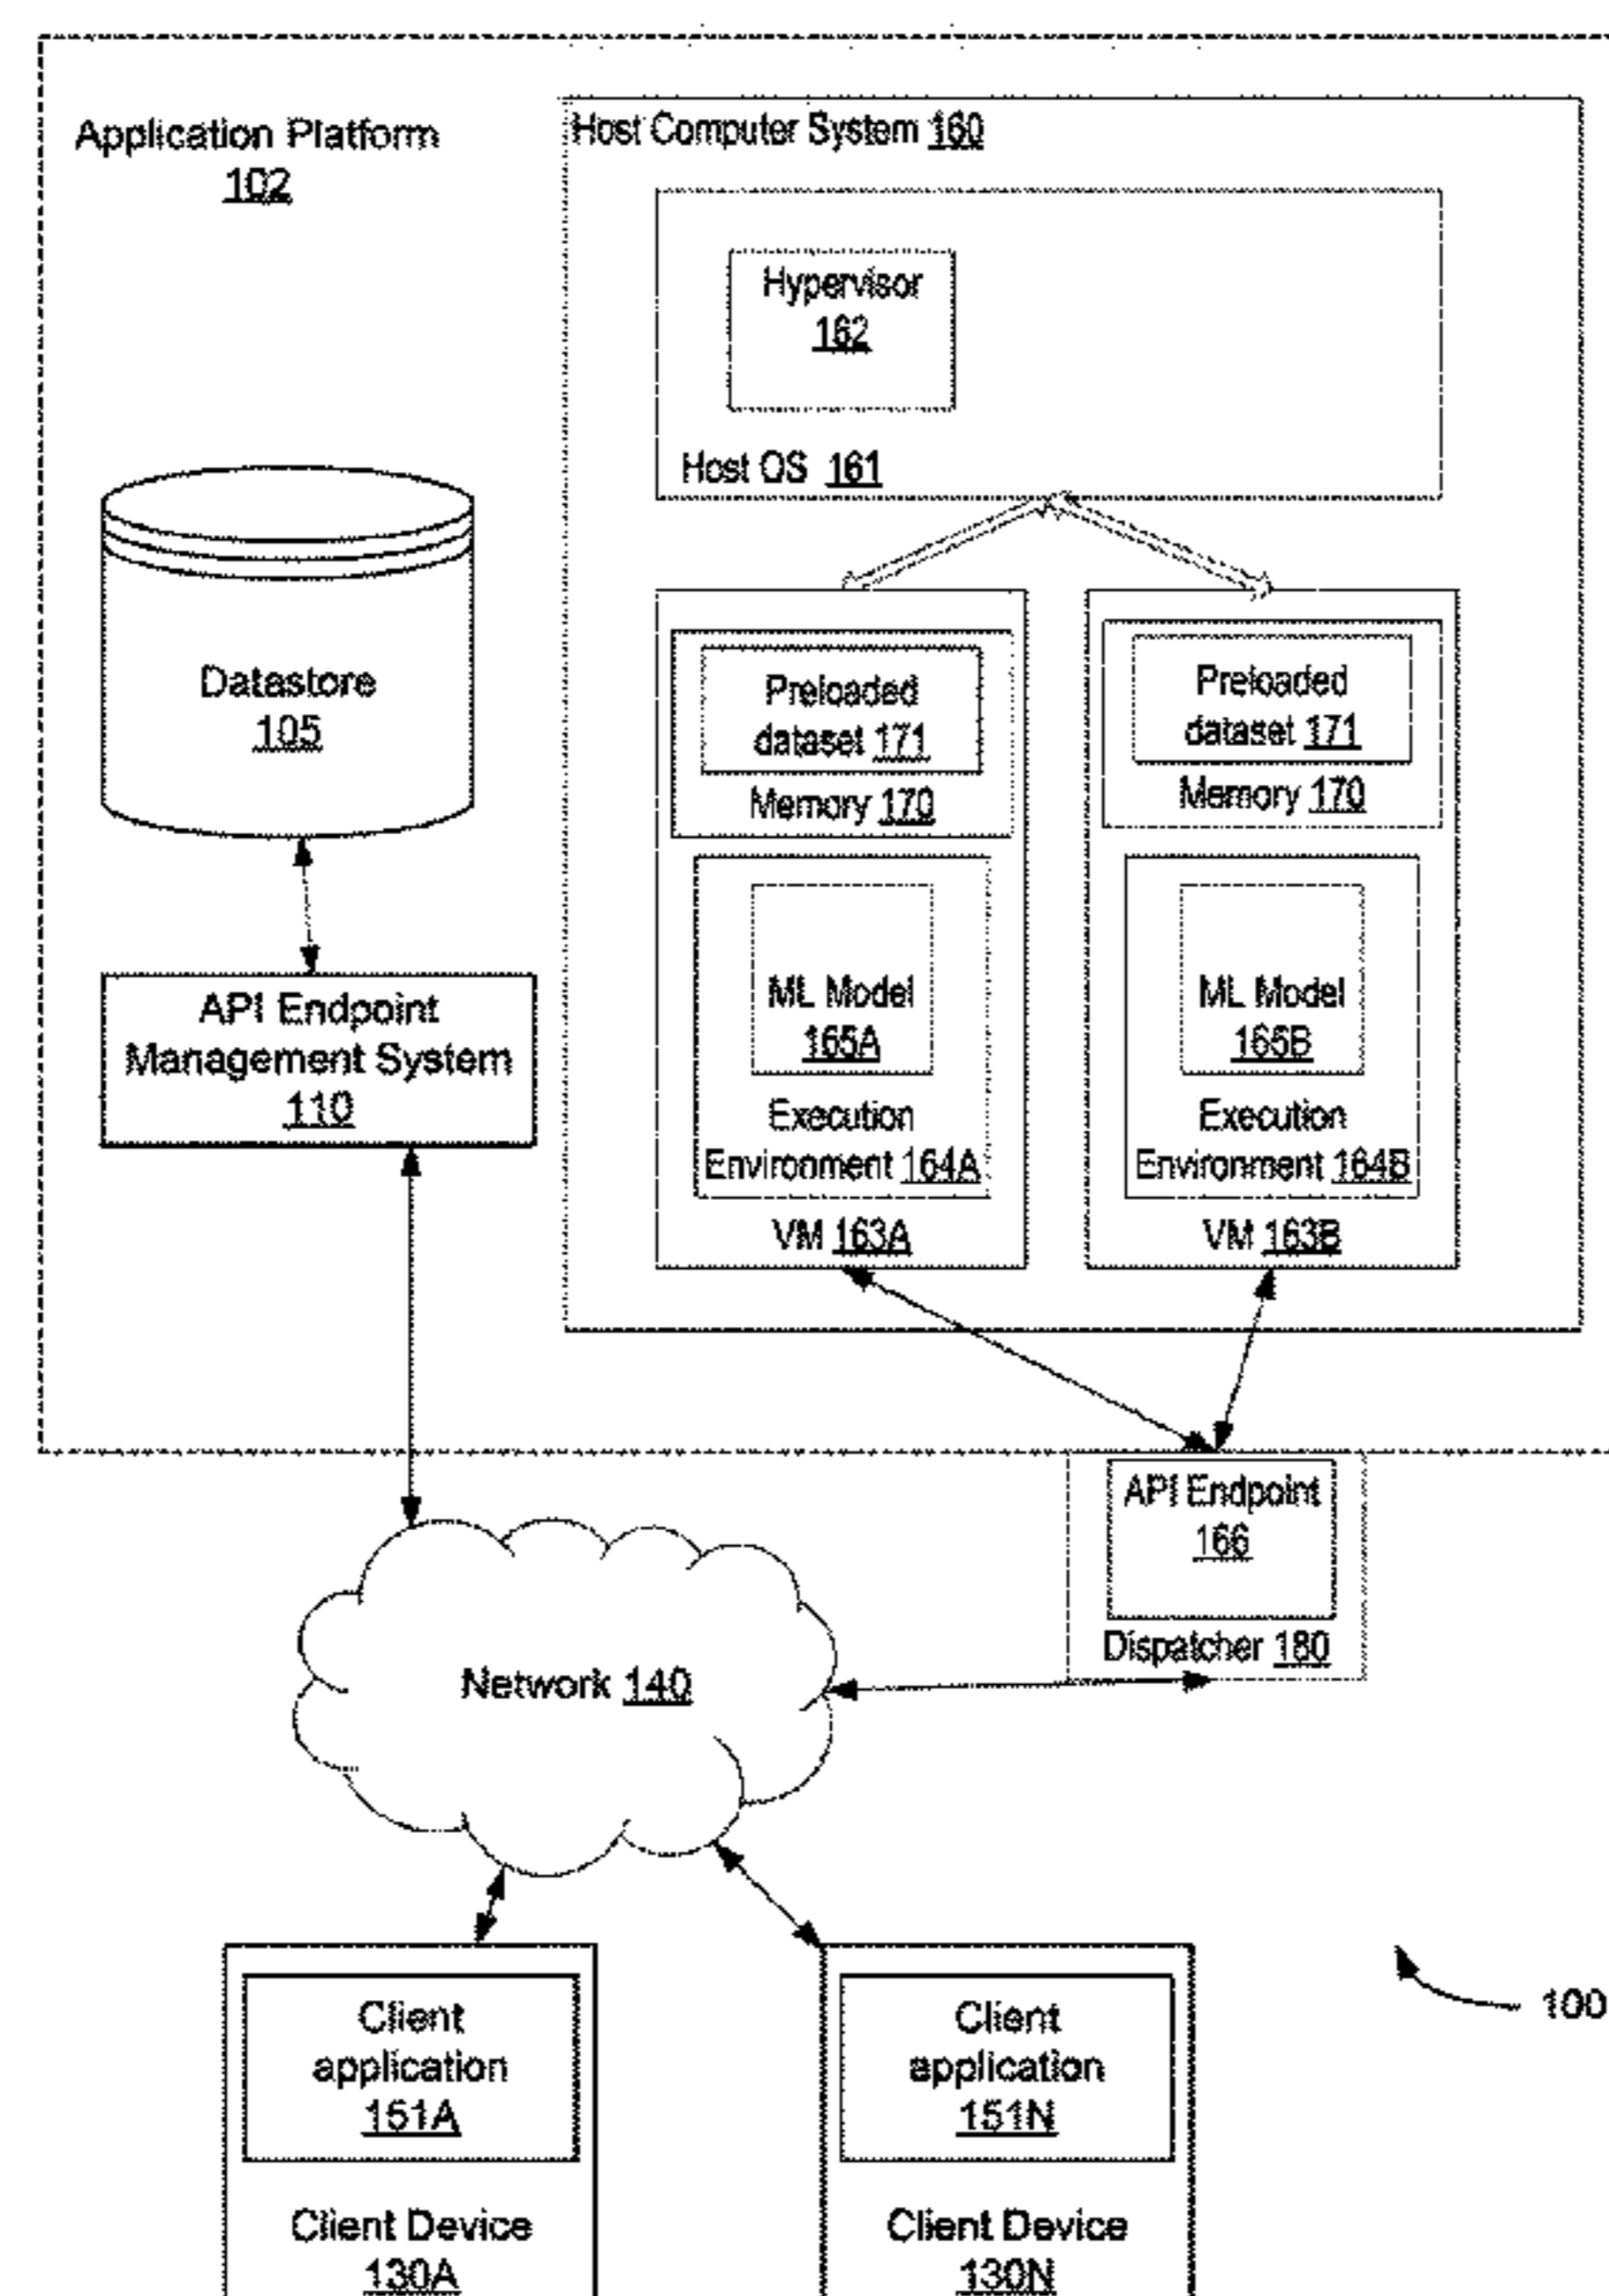 Application Platform
102
Host Computer System 160
Hypervisor
162
Host OS 161
Datastore
105
Preloaded
dataset 171
Memory 170
Preloaded
dataset 171
Memory 170
API Endpoint
Management System
110
ML Model
165A
Execution
Environment 164A
VM 163A
ML Model
165B
Execution
Environment 164B
VM 163B
API Endpoint
166
Dispatcher 180
Network 140
Client
application
151A
Client Device
130A
Client
application
151N
Client Device
130N
100